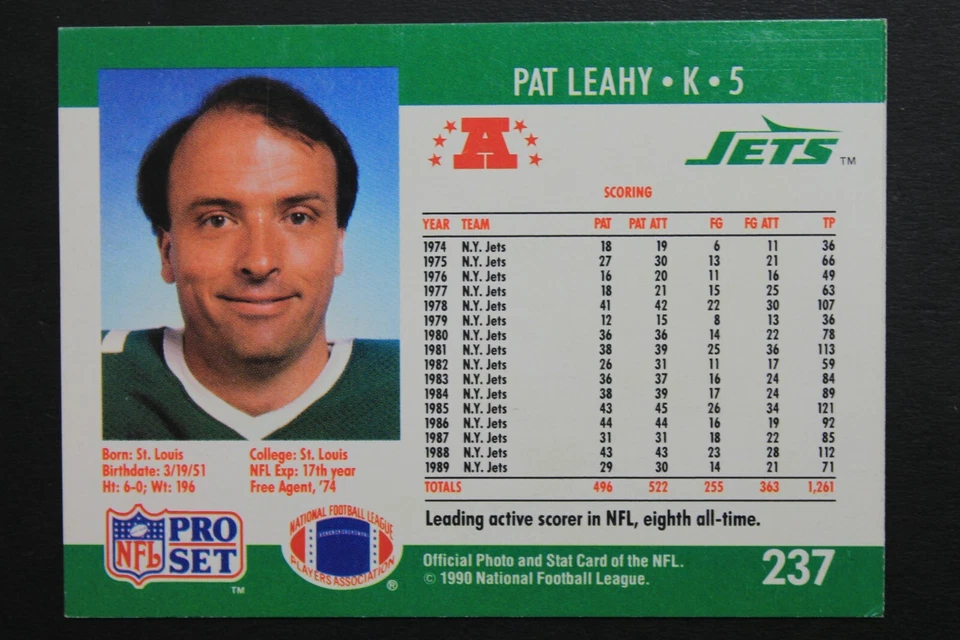 PAT LEAHY • K • 5
A
JETS ™
SCORING
YEAR TEAM PAT PAT ATT FG FG ATT TP
1974 N.Y. Jets 18 19 6 11 36
1975 N.Y. Jets 27 30 13 21 66
1976 N.Y. Jets 16 20 11 16 49
1977 N.Y. Jets 18 21 15 25 63
1978 N.Y. Jets 41 42 22 30 107
1979 N.Y. Jets 12 15 8 13 36
1980 N.Y. Jets 36 36 14 22 78
1981 N.Y. Jets 38 39 25 36 113
1982 N.Y. Jets 26 31 11 17 59
1983 N.Y. Jets 36 37 16 24 84
1984 N.Y. Jets 38 39 17 24 89
1985 N.Y. Jets 43 45 26 34 121
1986 N.Y. Jets 44 44 16 19 92
1987 N.Y. Jets 31 31 18 22 85
1988 N.Y. Jets 43 43 23 28 112
1989 N.Y. Jets 29 30 14 21 71
TOTALS 496 522 255 363 1,261
Leading active scorer in NFL, eighth all-time.
Born: St. Louis
Birthdate: 3/19/51
Ht: 6-0; Wt: 196
College: St. Louis
NFL Exp: 17th year
Free Agent, '74
NFL
PRO
SET
™
NATIONAL FOOTBALL LEAGUE
PLAYERS ASSOCIATION
®
Official Photo and Stat Card of the NFL.
© 1990 National Football League.
237